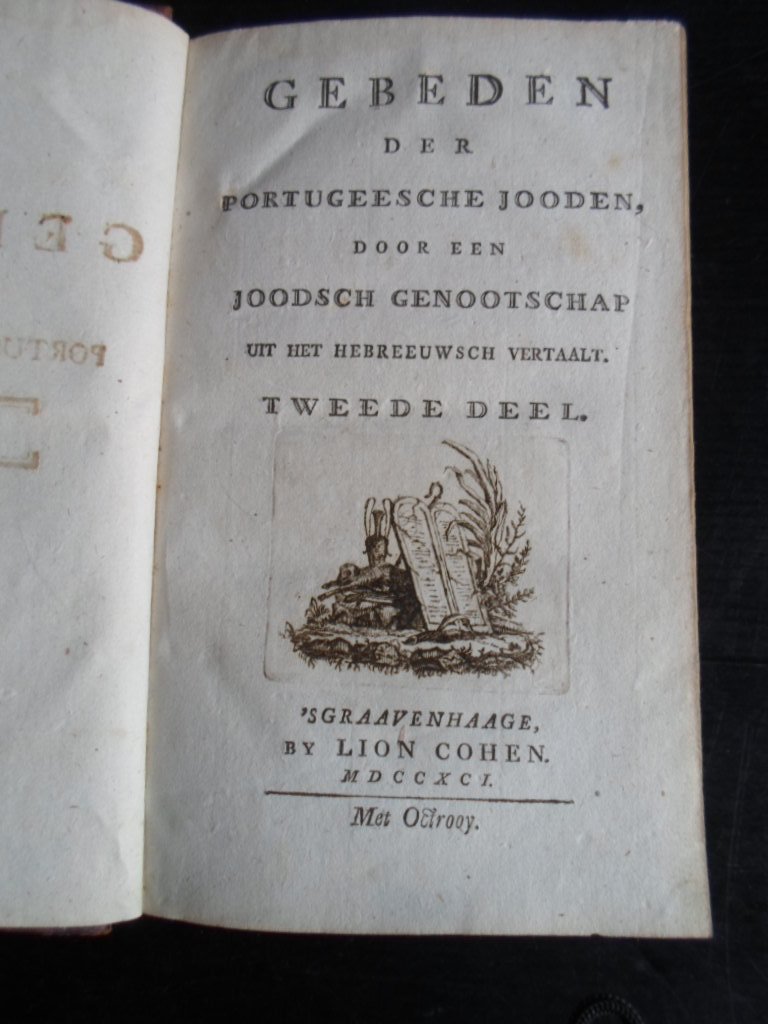 GEBEDEN
DER
PORTUGEESCHE JOODEN,
DOOR EEN
JOODSCH GENOOTSCHAP
UIT HET HEBREEUWSCH VERTAALT.
TWEEDE DEEL.
'SGRAAVENHAAGE,
BY LION COHEN.
MDCCXCI.
Met Octrooy.